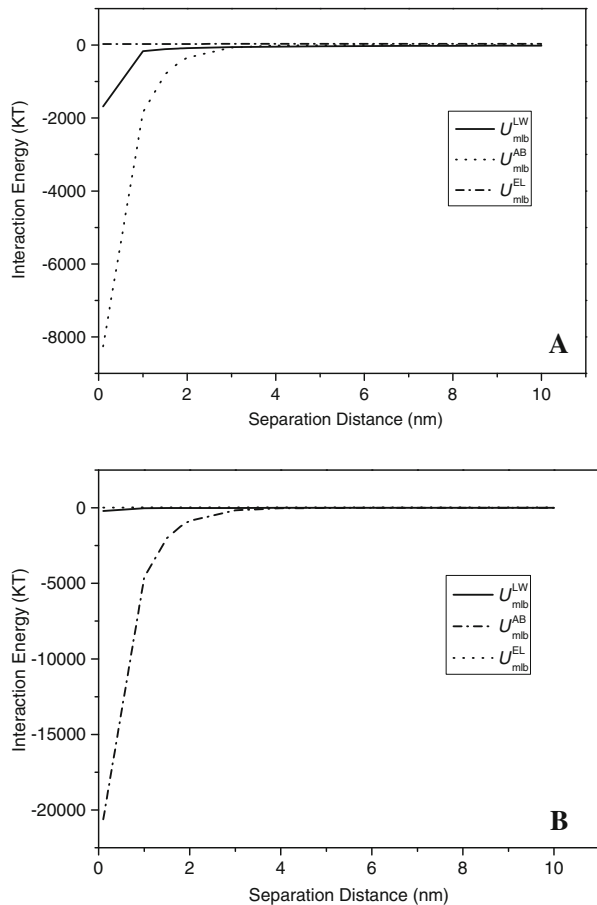 0
-2000
-4000
-6000
-8000
Interaction Energy (KT)
U^LW_mlb
U^AB_mlb
U^EL_mlb
A
0 2 4 6 8 10
Separation Distance (nm)
0
-5000
-10000
-15000
-20000
Interaction Energy (KT)
U^LW_mlb
U^AB_mlb
U^EL_mlb
B
0 2 4 6 8 10
Separation Distance (nm)